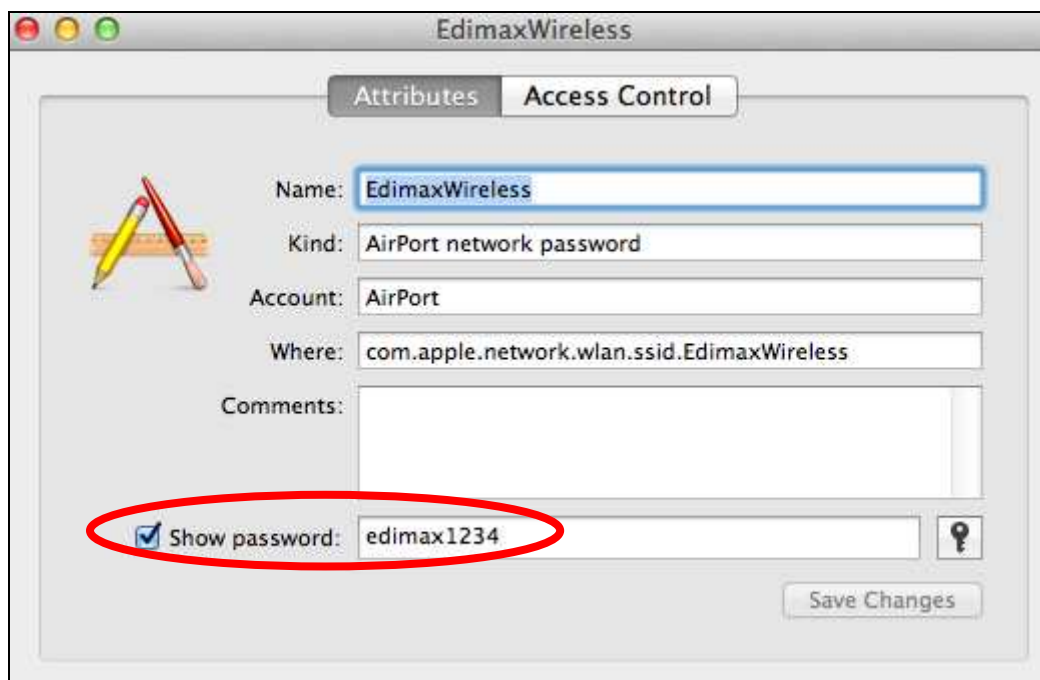 EdimaxWireless
Attributes Access Control
Name: EdimaxWireless
Kind: AirPort network password
Account: AirPort
Where: com.apple.network.wlan.ssid.EdimaxWireless
Comments:
Show password: edimax1234
Save Changes